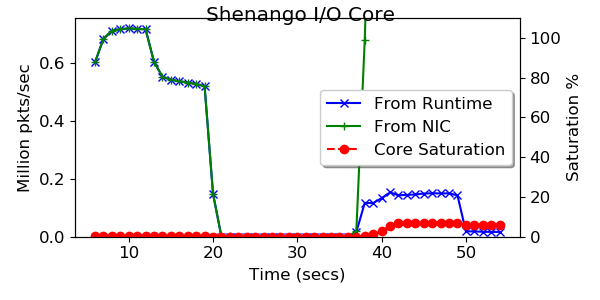 Shenango I/O Core
Million pkts/sec
0.6
0.4
0.2
0.0
100
80
60
40
20
0
Saturation %
From Runtime
From NIC
Core Saturation
10
20
30
40
50
Time (secs)